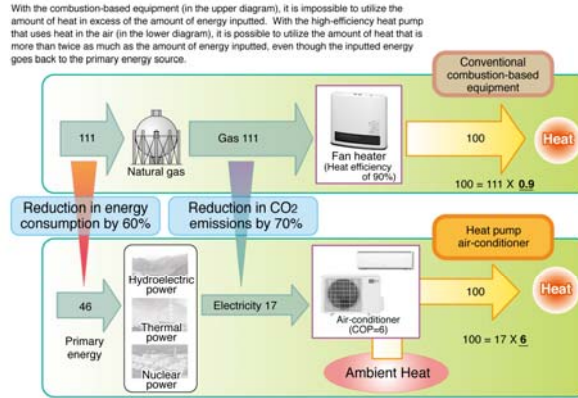 With the combustion-based equipment (in the upper diagram), it is impossible to utilize the
amount of heat in excess of the amount of energy inputted.  With the high-efficiency heat pump
that uses heat in the air (in the lower diagram), it is possible to utilize the amount of heat that is
more than twice as much as the amount of energy inputted, even though the inputted energy
goes back to the primary energy source.
Conventional
combustion-based
equipment
111
Natural gas
Gas 111
Fan heater
(Heat efficiency
of 90%)
100
Heat
100 = 111 X 0.9
Reduction in energy
consumption by 60%
Reduction in CO2
emissions by 70%
Heat pump
air-conditioner
46
Primary
energy
Hydroelectric
power
Thermal
power
Nuclear
power
Electricity 17
Air-conditioner
(COP=6)
100
Heat
100 = 17 X 6
Ambient Heat